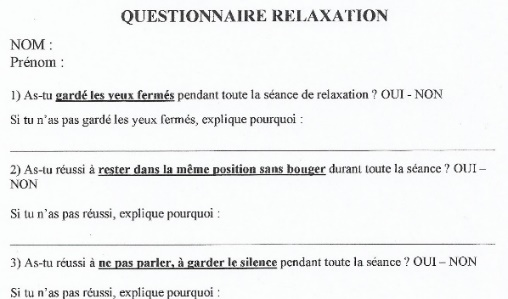 QUESTIONNAIRE RELAXATION
NOM :
Prénom :
1) As-tu gardé les yeux fermés pendant toute la séance de relaxation ? OUI - NON
Si tu n'as pas gardé les yeux fermés, explique pourquoi :
2) As-tu réussi à rester dans la même position sans bouger durant toute la séance ? OUI –
NON
Si tu n'as pas réussi, explique pourquoi :
3) As-tu réussi à ne pas parler, à garder le silence pendant toute la séance ? OUI – NON
Si tu n'as pas réussi, explique pourquoi :